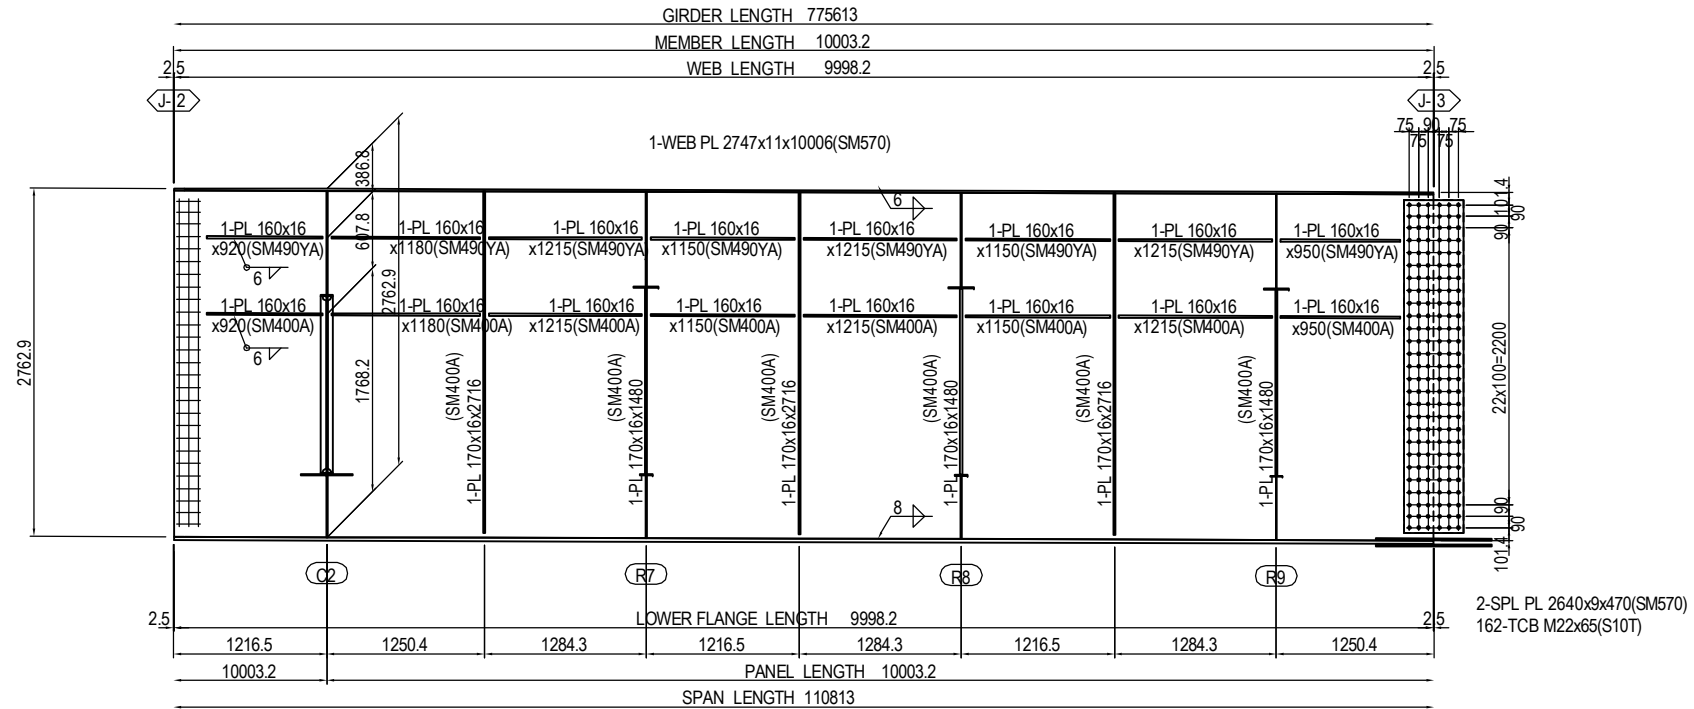 GIRDER LENGTH 775613
MEMBER LENGTH 10003.2
2.5 WEB LENGTH 9998.2 2.5
J-2 J-3
75 90 75
75 75
1-WEB PL 2747x11x10006(SM570)
386.8
607.8
2762.9
1768.2
2762.9
6
1-PL 160x16
x920(SM490YA)
1-PL 160x16
x1180(SM490YA)
1-PL 160x16
x1215(SM490YA)
1-PL 160x16
x1150(SM490YA)
1-PL 160x16
x1215(SM490YA)
1-PL 160x16
x1150(SM490YA)
1-PL 160x16
x1215(SM490YA)
1-PL 160x16
x950(SM490YA)
6
1-PL 160x16
x920(SM400A)
1-PL 160x16
x1180(SM400A)
1-PL 160x16
x1215(SM400A)
1-PL 160x16
x1150(SM400A)
1-PL 160x16
x1215(SM400A)
1-PL 160x16
x1150(SM400A)
1-PL 160x16
x1215(SM400A)
1-PL 160x16
x950(SM400A)
6
1-PL 170x16x2716
(SM400A)
1-PL 170x16x1480
(SM400A)
1-PL 170x16x2716
(SM400A)
1-PL 170x16x1480
(SM400A)
1-PL 170x16x2716
(SM400A)
1-PL 170x16x1480
(SM400A)
8
101.4
90
90
22x100=2200
90
90
101.4
C2 R7 R8 R9
2-SPL PL 2640x9x470(SM570)
162-TCB M22x65(S10T)
2.5 LOWER FLANGE LENGTH 9998.2 2.5
1216.5 1250.4 1284.3 1216.5 1284.3 1216.5 1284.3 1250.4
10003.2 PANEL LENGTH 10003.2
SPAN LENGTH 110813